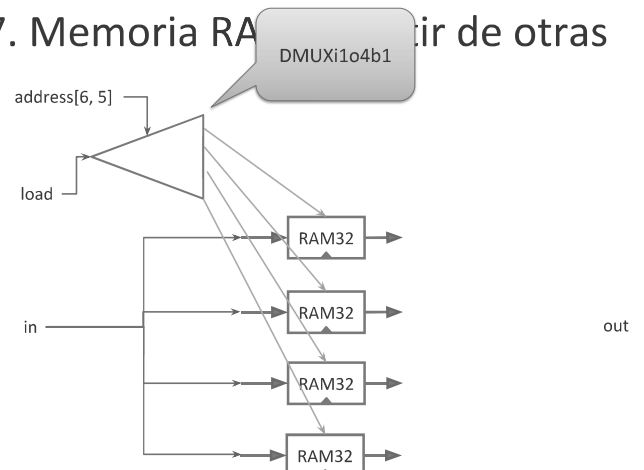 7. Memoria RA tir de otras
DMUXi1o4b1
address[6, 5]
load
RAM32
RAM32
in
out
RAM32
RAM32